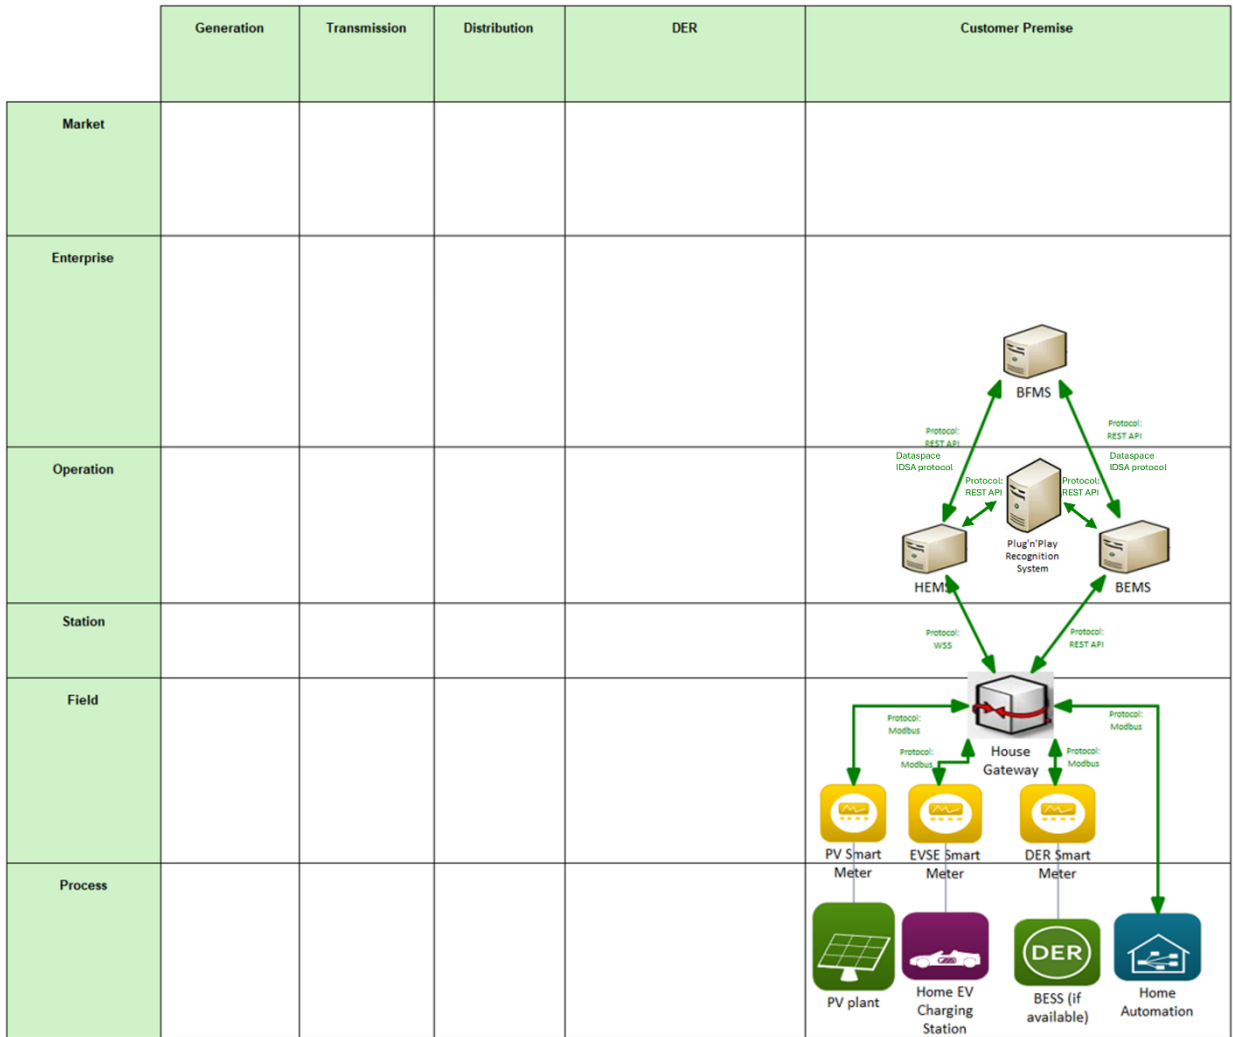 Generation
Transmission
Distribution
DER
Customer Premise
Market
Enterprise
BFMS
Protocol:
REST API
Protocol:
REST API
Operation
Dataspace
IDSA protocol
Dataspace
IDSA protocol
Protocol:
REST API
Protocol:
REST API
Plug'n'Play
Recognition
System
HEMS
BEMS
Station
Protocol:
WSS
Protocol:
REST API
Field
Protocol:
Modbus
Protocol:
Modbus
Protocol:
Modbus
Protocol:
Modbus
House
Gateway
PV Smart
Meter
EVSE Smart
Meter
DER Smart
Meter
Process
DER
PV plant
Home EV
Charging
Station
BESS (if
available)
Home
Automation